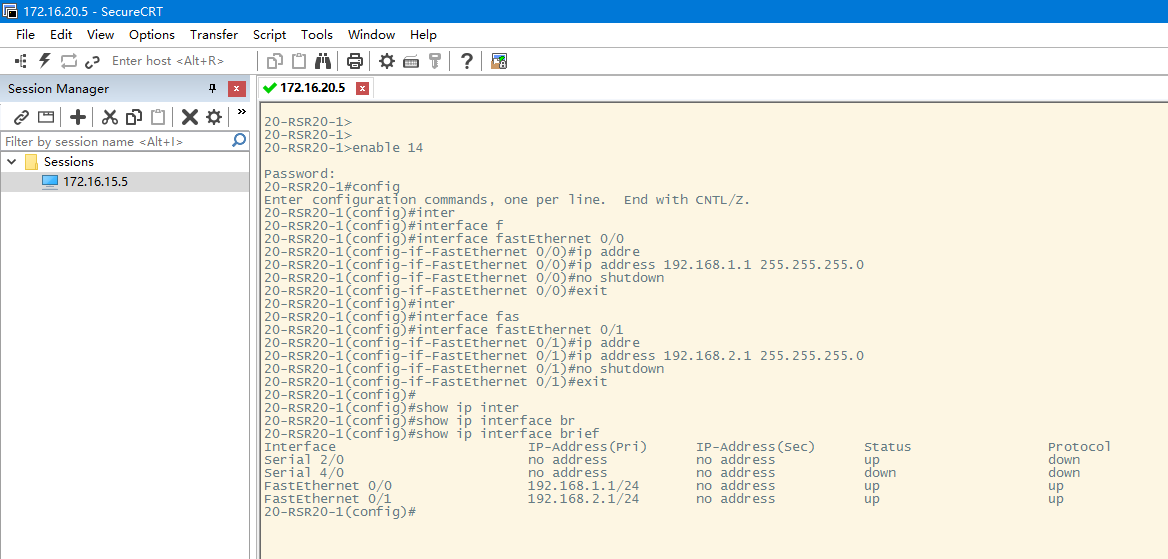 172.16.20.5 - SecureCRT
File Edit View Options Transfer Script Tools Window Help
Enter host <Alt+R>
Session Manager
172.16.20.5
Filter by session name <Alt+I>
Sessions
172.16.15.5
20-RSR20-1>
20-RSR20-1>
20-RSR20-1>enable 14
Password:
20-RSR20-1#config
Enter configuration commands, one per line.  End with CNTL/Z.
20-RSR20-1(config)#inter
20-RSR20-1(config)#interface f
20-RSR20-1(config)#interface fastEthernet 0/0
20-RSR20-1(config-if-FastEthernet 0/0)#ip addre
20-RSR20-1(config-if-FastEthernet 0/0)#ip address 192.168.1.1 255.255.255.0
20-RSR20-1(config-if-FastEthernet 0/0)#no shutdown
20-RSR20-1(config-if-FastEthernet 0/0)#exit
20-RSR20-1(config)#inter
20-RSR20-1(config)#interface fas
20-RSR20-1(config)#interface fastEthernet 0/1
20-RSR20-1(config-if-FastEthernet 0/1)#ip addre
20-RSR20-1(config-if-FastEthernet 0/1)#ip address 192.168.2.1 255.255.255.0
20-RSR20-1(config-if-FastEthernet 0/1)#no shutdown
20-RSR20-1(config-if-FastEthernet 0/1)#exit
20-RSR20-1(config)#
20-RSR20-1(config)#show ip inter
20-RSR20-1(config)#show ip interface br
20-RSR20-1(config)#show ip interface brief
Interface IP-Address(Pri) IP-Address(Sec) Status Protocol
Serial 2/0 no address no address up down
Serial 4/0 no address no address down down
FastEthernet 0/0 192.168.1.1/24 no address up up
FastEthernet 0/1 192.168.2.1/24 no address up up
20-RSR20-1(config)#